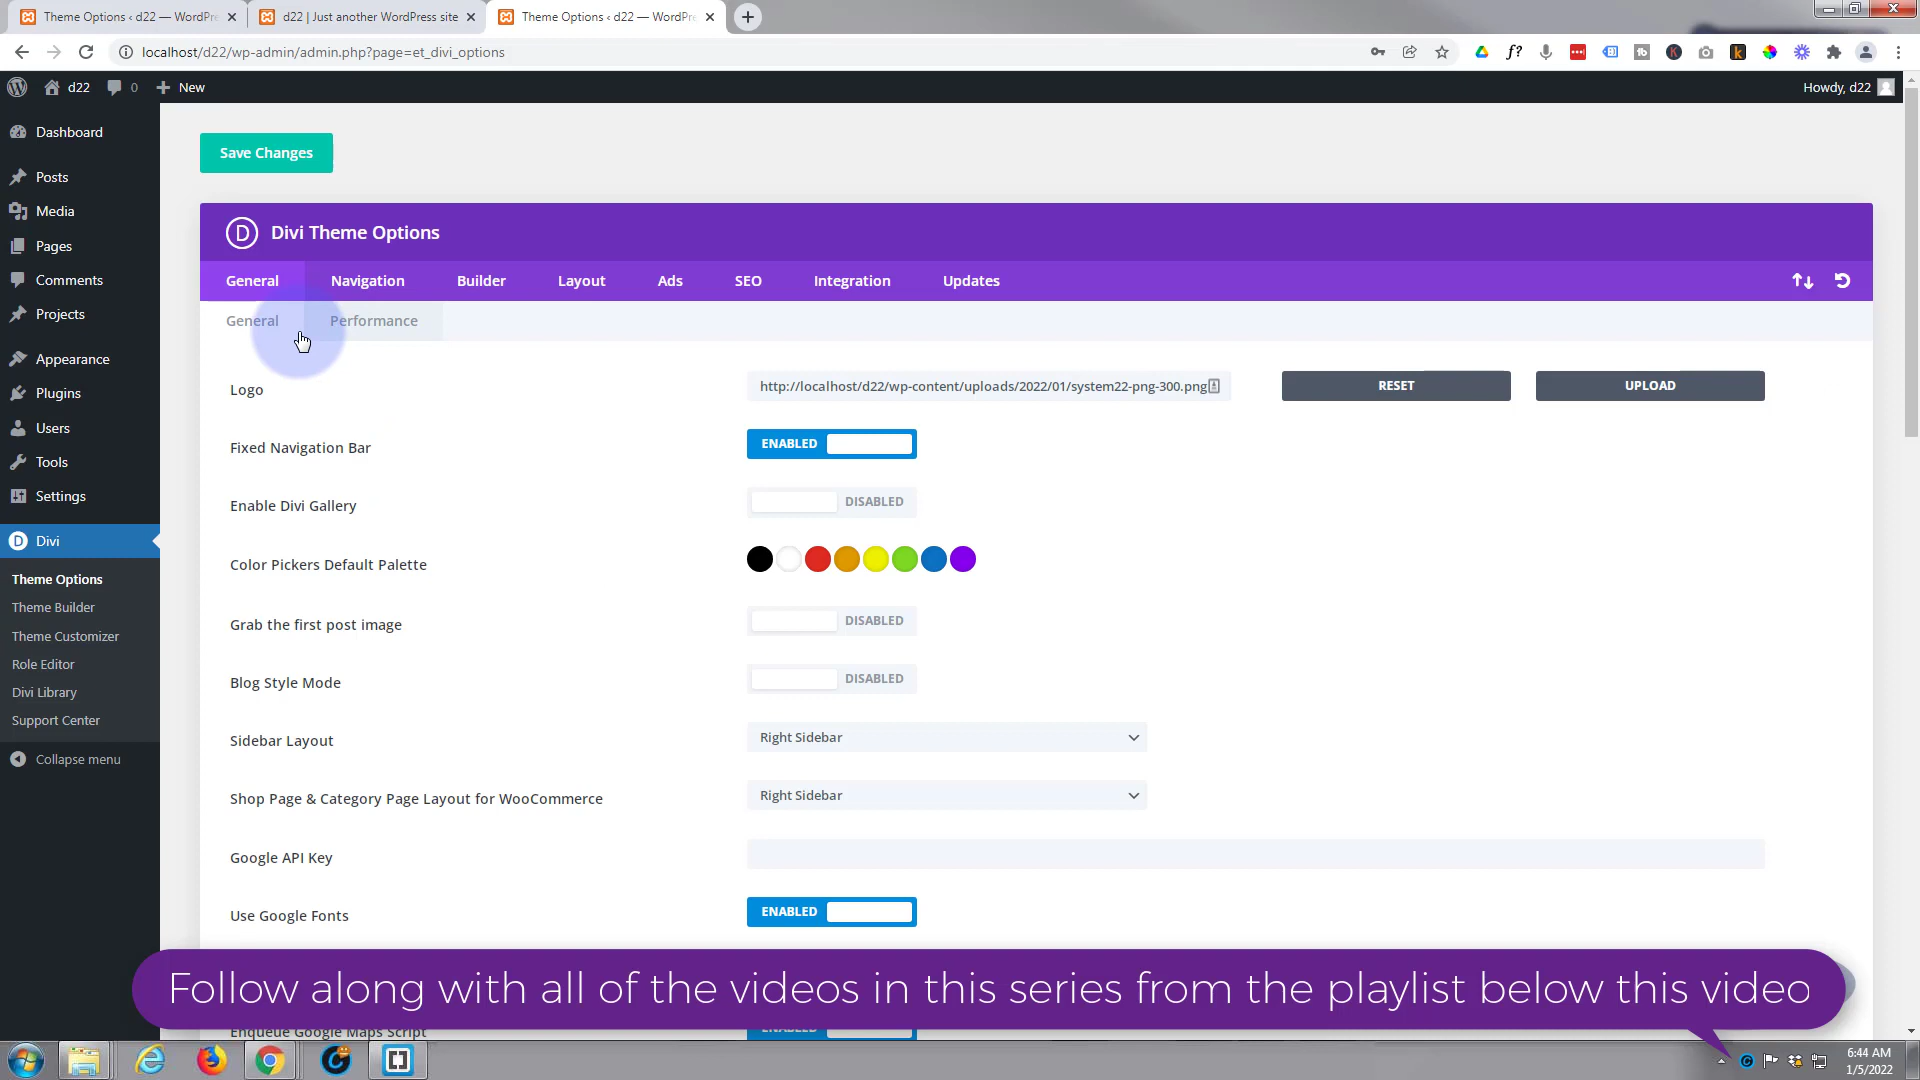 Theme Options ‹ d22 — WordPre
d22 | Just another WordPress site
Theme Options ‹ d22 — WordPr
localhost/d22/wp-admin/admin.php?page=et_divi_options
d22
0
New
Howdy, d22
Dashboard
Posts
Media
Pages
Comments
Projects
Appearance
Plugins
Users
Tools
Settings
Divi
Theme Options
Theme Builder
Theme Customizer
Role Editor
Divi Library
Support Center
Collapse menu
Save Changes
Divi Theme Options
General
Navigation
Builder
Layout
Ads
SEO
Integration
Updates
General
Performance
Logo
http://localhost/d22/wp-content/uploads/2022/01/system22-png-300.png
RESET
UPLOAD
Fixed Navigation Bar
ENABLED
Enable Divi Gallery
DISABLED
Color Pickers Default Palette
Grab the first post image
DISABLED
Blog Style Mode
DISABLED
Sidebar Layout
Right Sidebar
Shop Page & Category Page Layout for WooCommerce
Right Sidebar
Google API Key
Use Google Fonts
ENABLED
Follow along with all of the videos in this series from the playlist below this video
Enqueue Google Maps Script
ENABLED
6:44 AM
1/5/2022